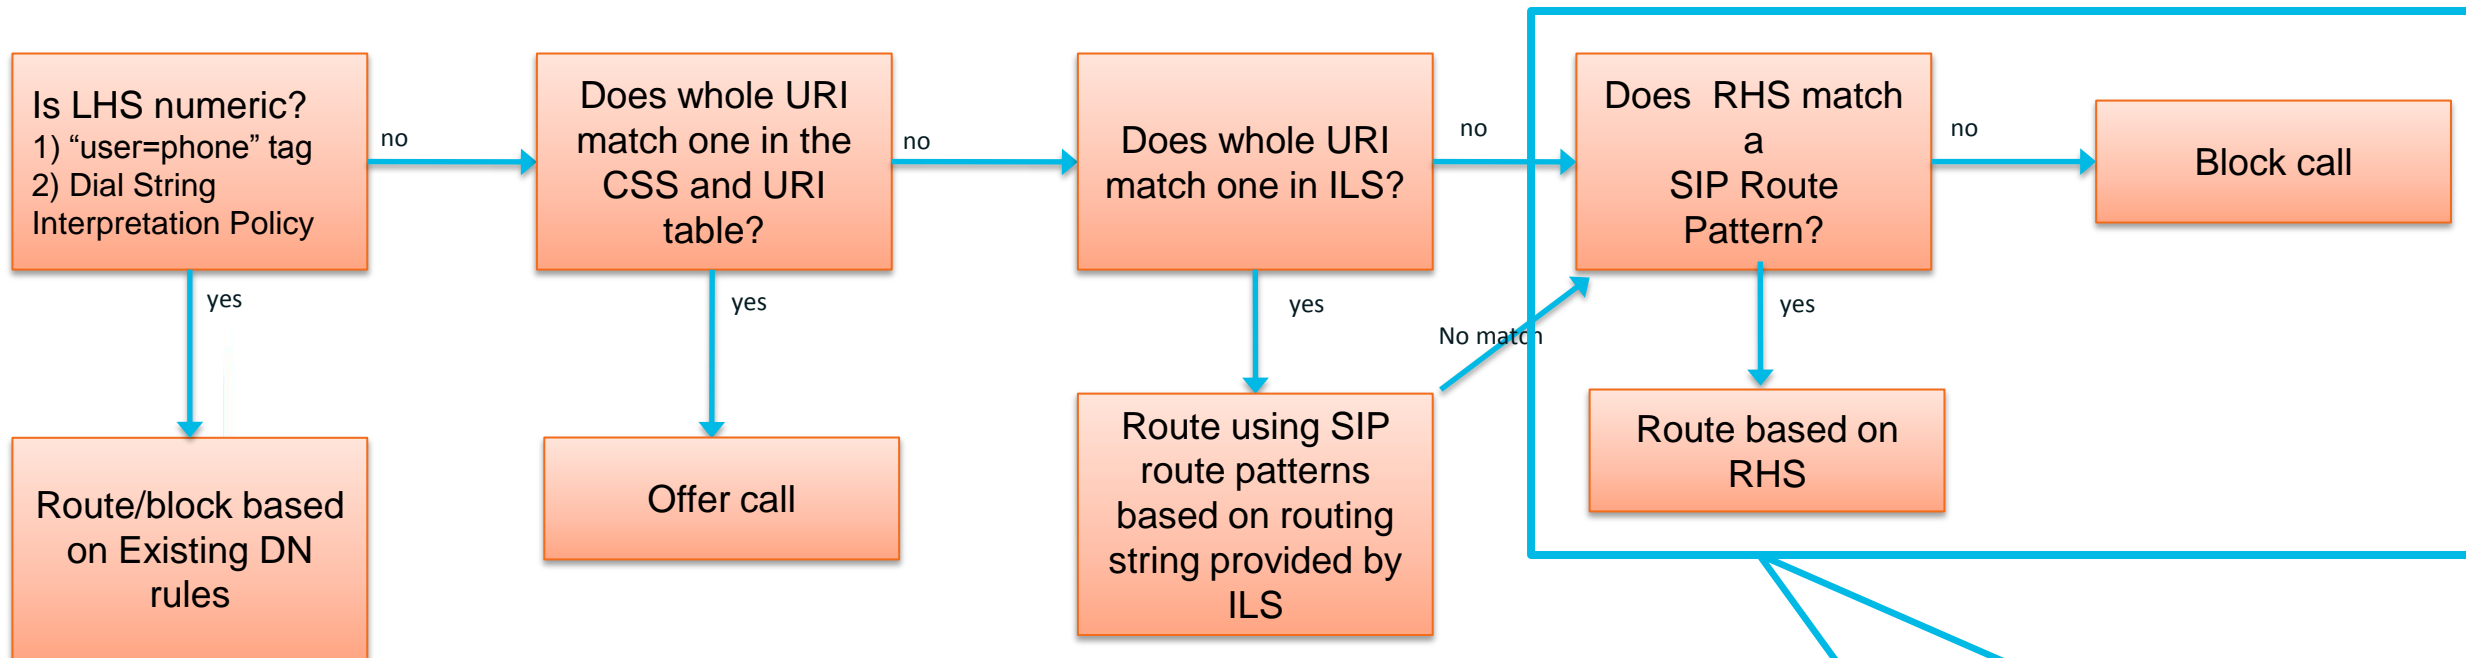 Is LHS numeric?
1) “user=phone” tag
2) Dial String
Interpretation Policy
no
yes
Route/block based
on Existing DN
rules
Does whole URI
match one in the
CSS and URI
table?
no
yes
Offer call
Does whole URI
match one in ILS?
no
yes
No match
Route using SIP
route patterns
based on routing
string provided by
ILS
Does RHS match
a
SIP Route
Pattern?
no
yes
Route based on
RHS
Block call